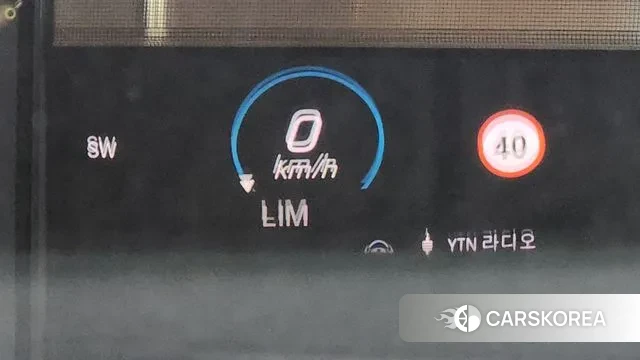 SW
0
km/h
LIM
40
YTN 라디오
CARSKOREA